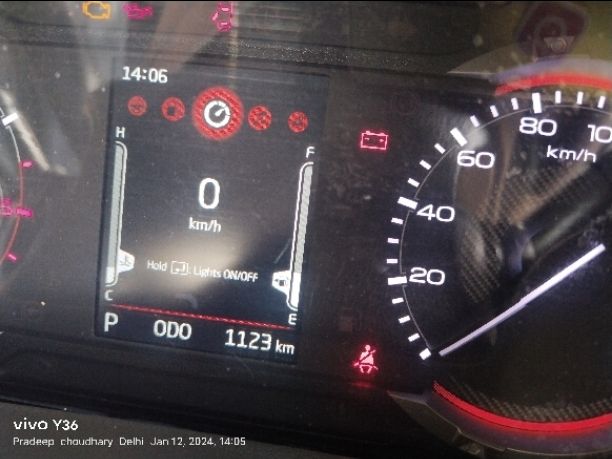 14:06
H
F
0
km/h
Hold : Lights ON/OFF
C
E
P ODO 1123 km
20
40
60
80
10
km/h
vivo Y36
Pradeep choudhary Delhi Jan 12, 2024, 14:05